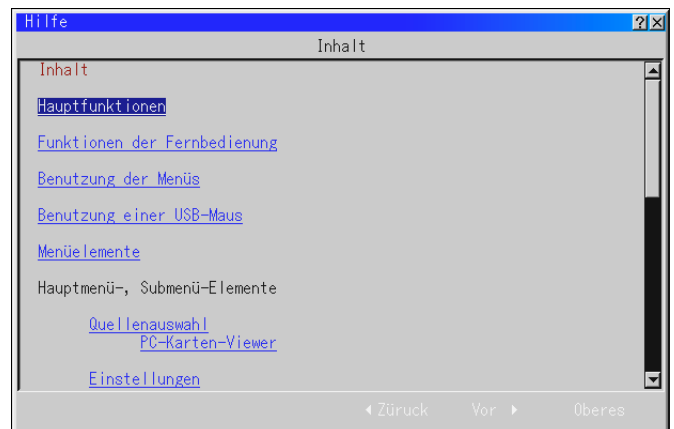 Hilfe
Inhalt
Inhalt
Hauptfunktionen
Funktionen der Fernbedienung
Benutzung der Menüs
Benutzung einer USB-Maus
Menüelemente
Hauptmenü-, Submenü-Elemente
Quellenauswahl
PC-Karten-Viewer
Einstellungen
Züruck Vor Oberes